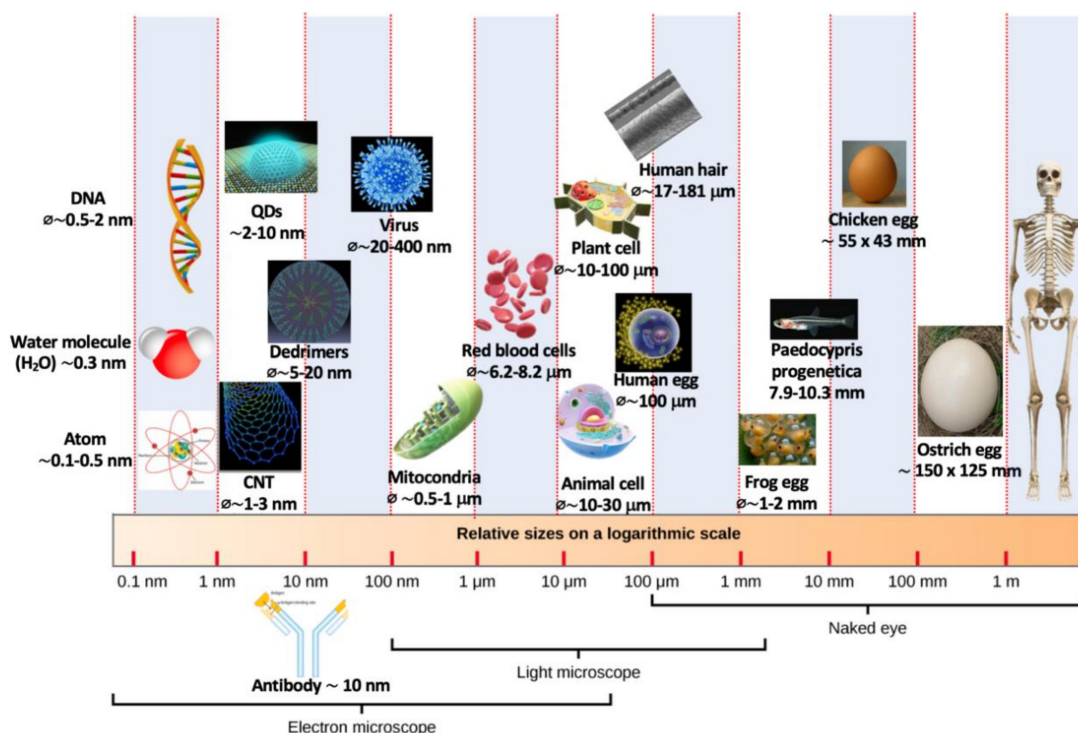 DNA
⌀~0.5-2 nm
QDs
~2-10 nm
Virus
⌀~20-400 nm
Human hair
⌀~17-181 µm
Plant cell
⌀~10-100 µm
Chicken egg
~ 55 x 43 mm
Water molecule
(H₂O) ~0.3 nm
Dedrimers
⌀~5-20 nm
Red blood cells
⌀~6.2-8.2 µm
Human egg
⌀~100 µm
Paedocypris
progenetica
7.9-10.3 mm
Atom
~0.1-0.5 nm
CNT
⌀~1-3 nm
Mitocondria
⌀ ~0.5-1 µm
Animal cell
⌀~10-30 µm
Frog egg
⌀~1-2 mm
Ostrich egg
~ 150 x 125 mm
Relative sizes on a logarithmic scale
0.1 nm 1 nm 10 nm 100 nm 1 µm 10 µm 100 µm 1 mm 10 mm 100 mm 1 m
Antigen
Antigen-binding site
Antibody ~ 10 nm
Naked eye
Light microscope
Electron microscope